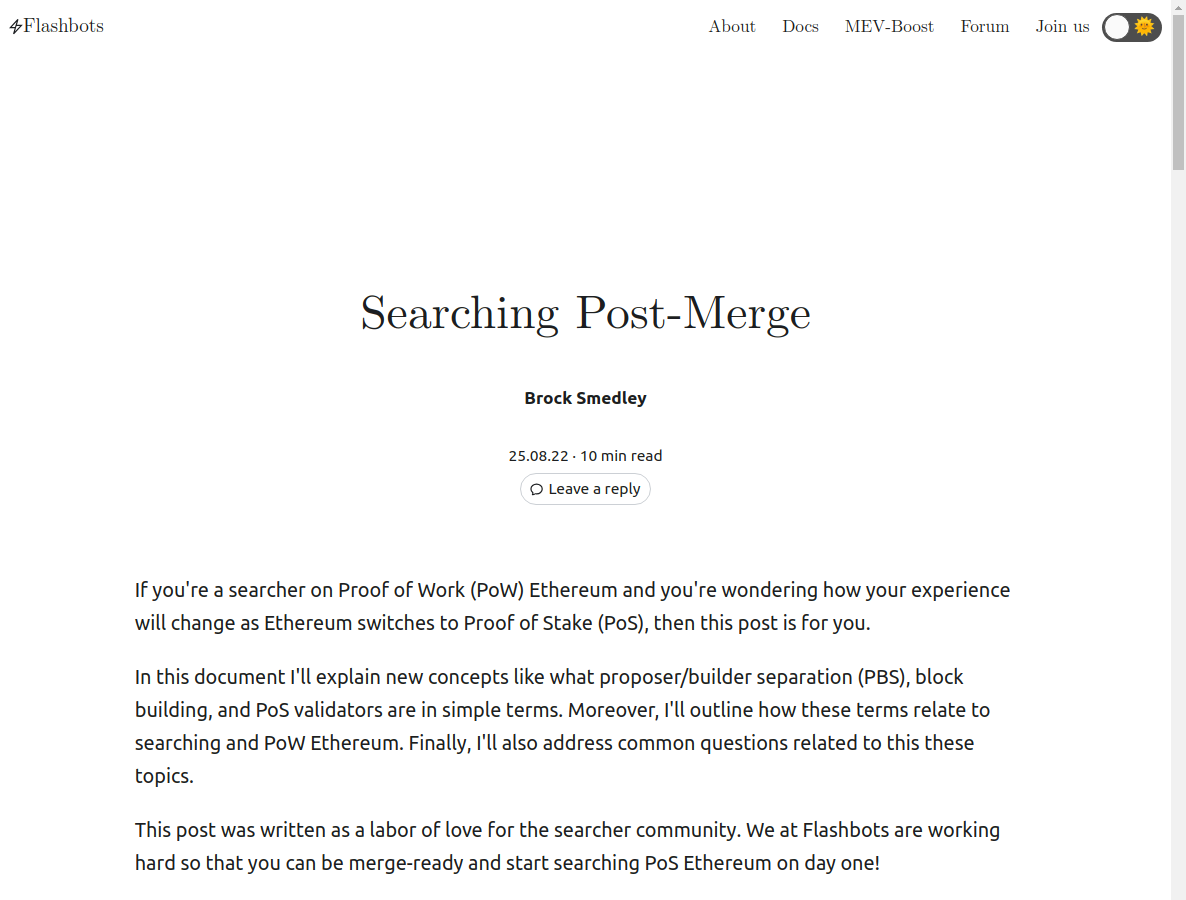 Flashbots
About Docs MEV-Boost Forum Join us
Searching Post-Merge
Brock Smedley
25.08.22 · 10 min read
Leave a reply
If you're a searcher on Proof of Work (PoW) Ethereum and you're wondering how your experience
will change as Ethereum switches to Proof of Stake (PoS), then this post is for you.
In this document I'll explain new concepts like what proposer/builder separation (PBS), block
building, and PoS validators are in simple terms. Moreover, I'll outline how these terms relate to
searching and PoW Ethereum. Finally, I'll also address common questions related to this these
topics.
This post was written as a labor of love for the searcher community. We at Flashbots are working
hard so that you can be merge-ready and start searching PoS Ethereum on day one!